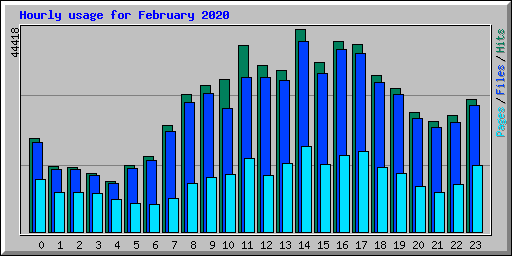 Hourly usage for February 2020
44418
Pages / Files / Hits
0 1 2 3 4 5 6 7 8 9 10 11 12 13 14 15 16 17 18 19 20 21 22 23